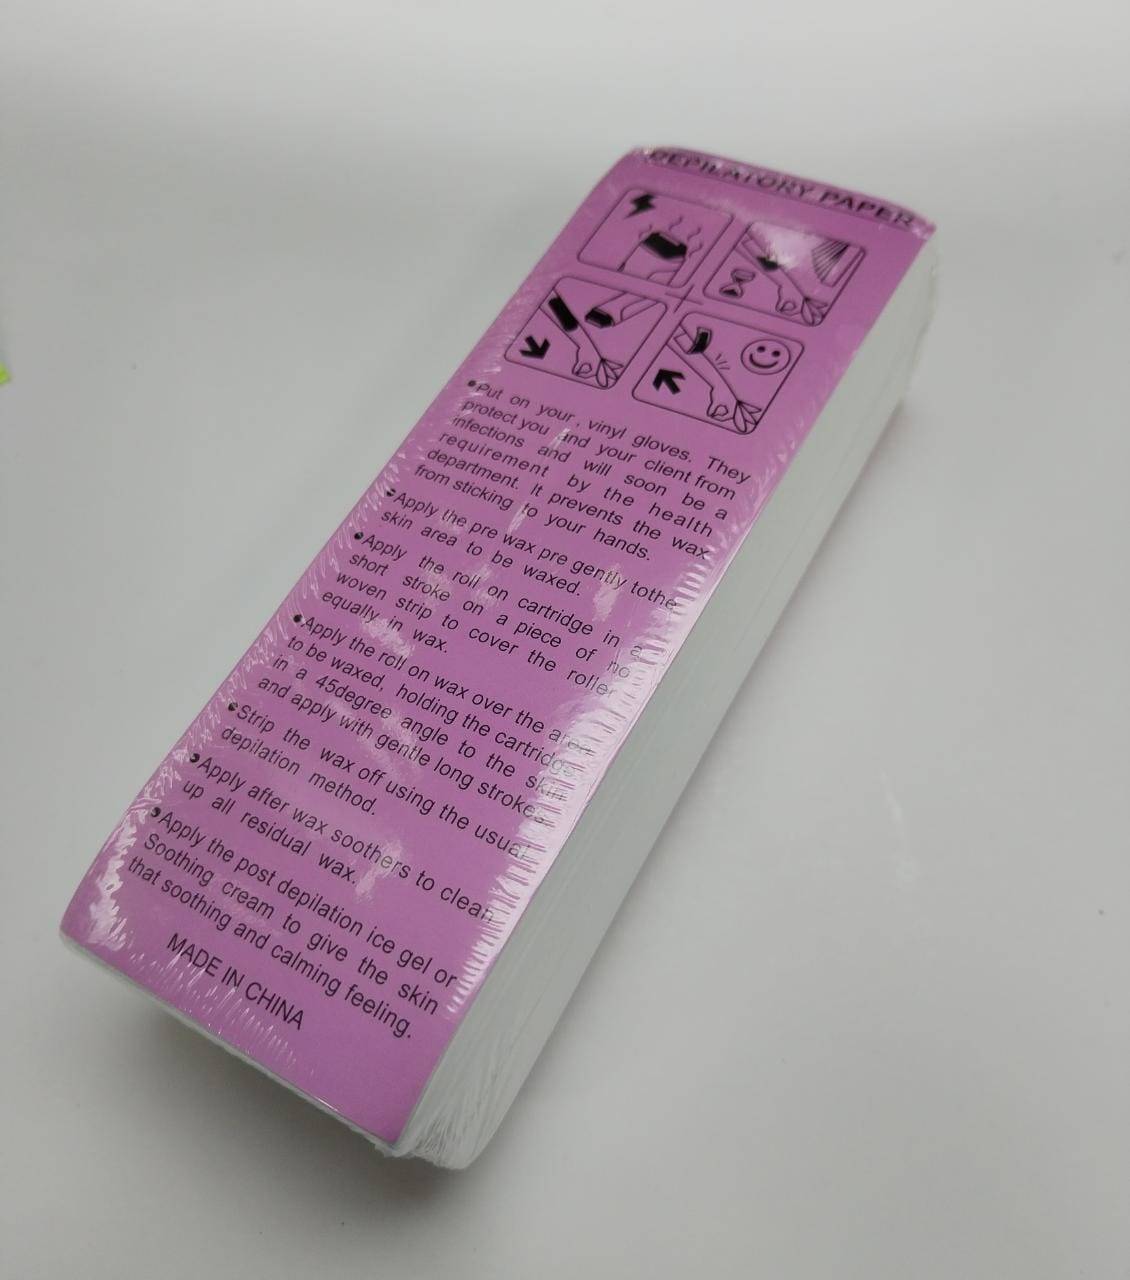 DEPILATORY PAPER
•Put on your, vinyl gloves. They
protect you and your client from
infections and will soon be a
requirement by the health
department. It prevents the wax
from sticking to your hands.
•Apply the pre wax pre gently tothe
skin area to be waxed.
•Apply the roll on cartridge in a
short stroke on a piece of no
woven strip to cover the roller
equally in wax.
•Apply the roll on wax over the area
to be waxed, holding the cartridge
in a 45degree angle to the skin
and apply with gentle long strokes
•Strip the wax off using the usual
depilation method.
•Apply after wax soothers to clean
up all residual wax.
•Apply the post depilation ice gel or
Soothing cream to give the skin
that soothing and calming feeling.
MADE IN CHINA